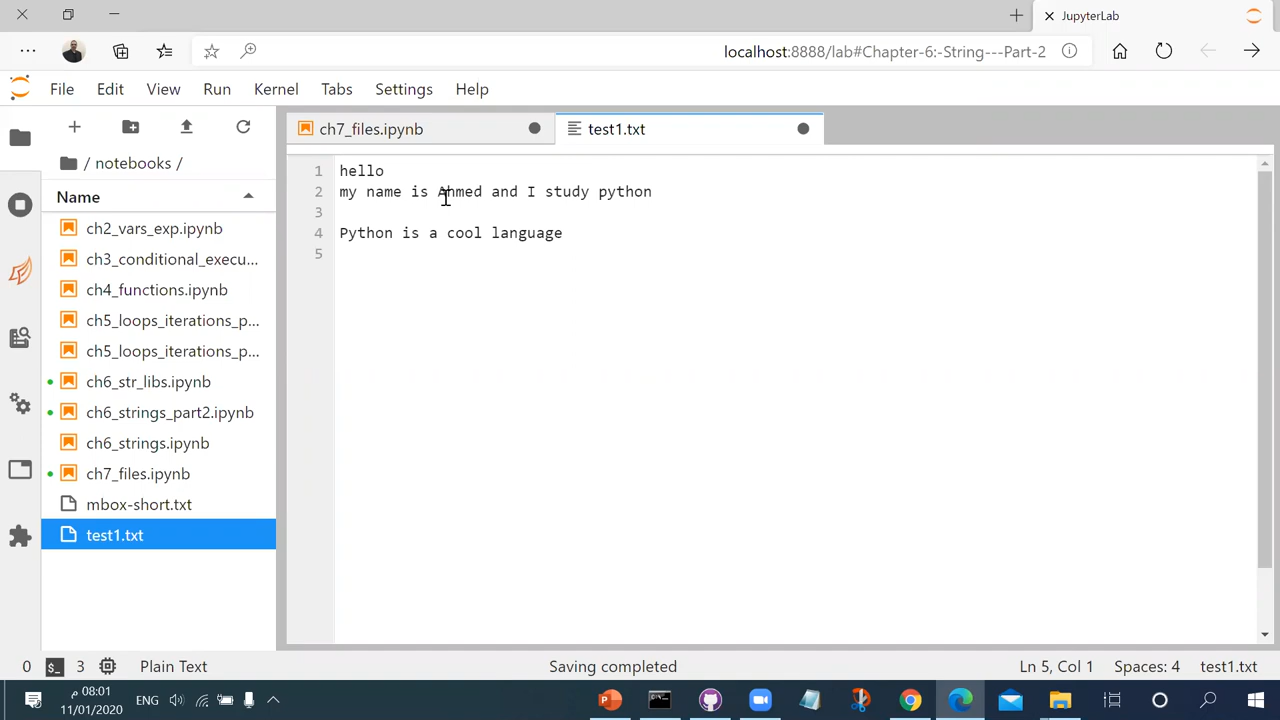 JupyterLab
localhost:8888/lab#Chapter-6:-String---Part-2
File Edit View Run Kernel Tabs Settings Help
/ notebooks /
Name
ch2_vars_exp.ipynb
ch3_conditional_execu...
ch4_functions.ipynb
ch5_loops_iterations_p...
ch5_loops_iterations_p...
ch6_str_libs.ipynb
ch6_strings_part2.ipynb
ch6_strings.ipynb
ch7_files.ipynb
mbox-short.txt
test1.txt
ch7_files.ipynb
test1.txt
1 hello
2 my name is Ahmed and I study python
3
4 Python is a cool language
5
0 3 Plain Text Saving completed Ln 5, Col 1 Spaces: 4 test1.txt
08:01 م
11/01/2020
ENG